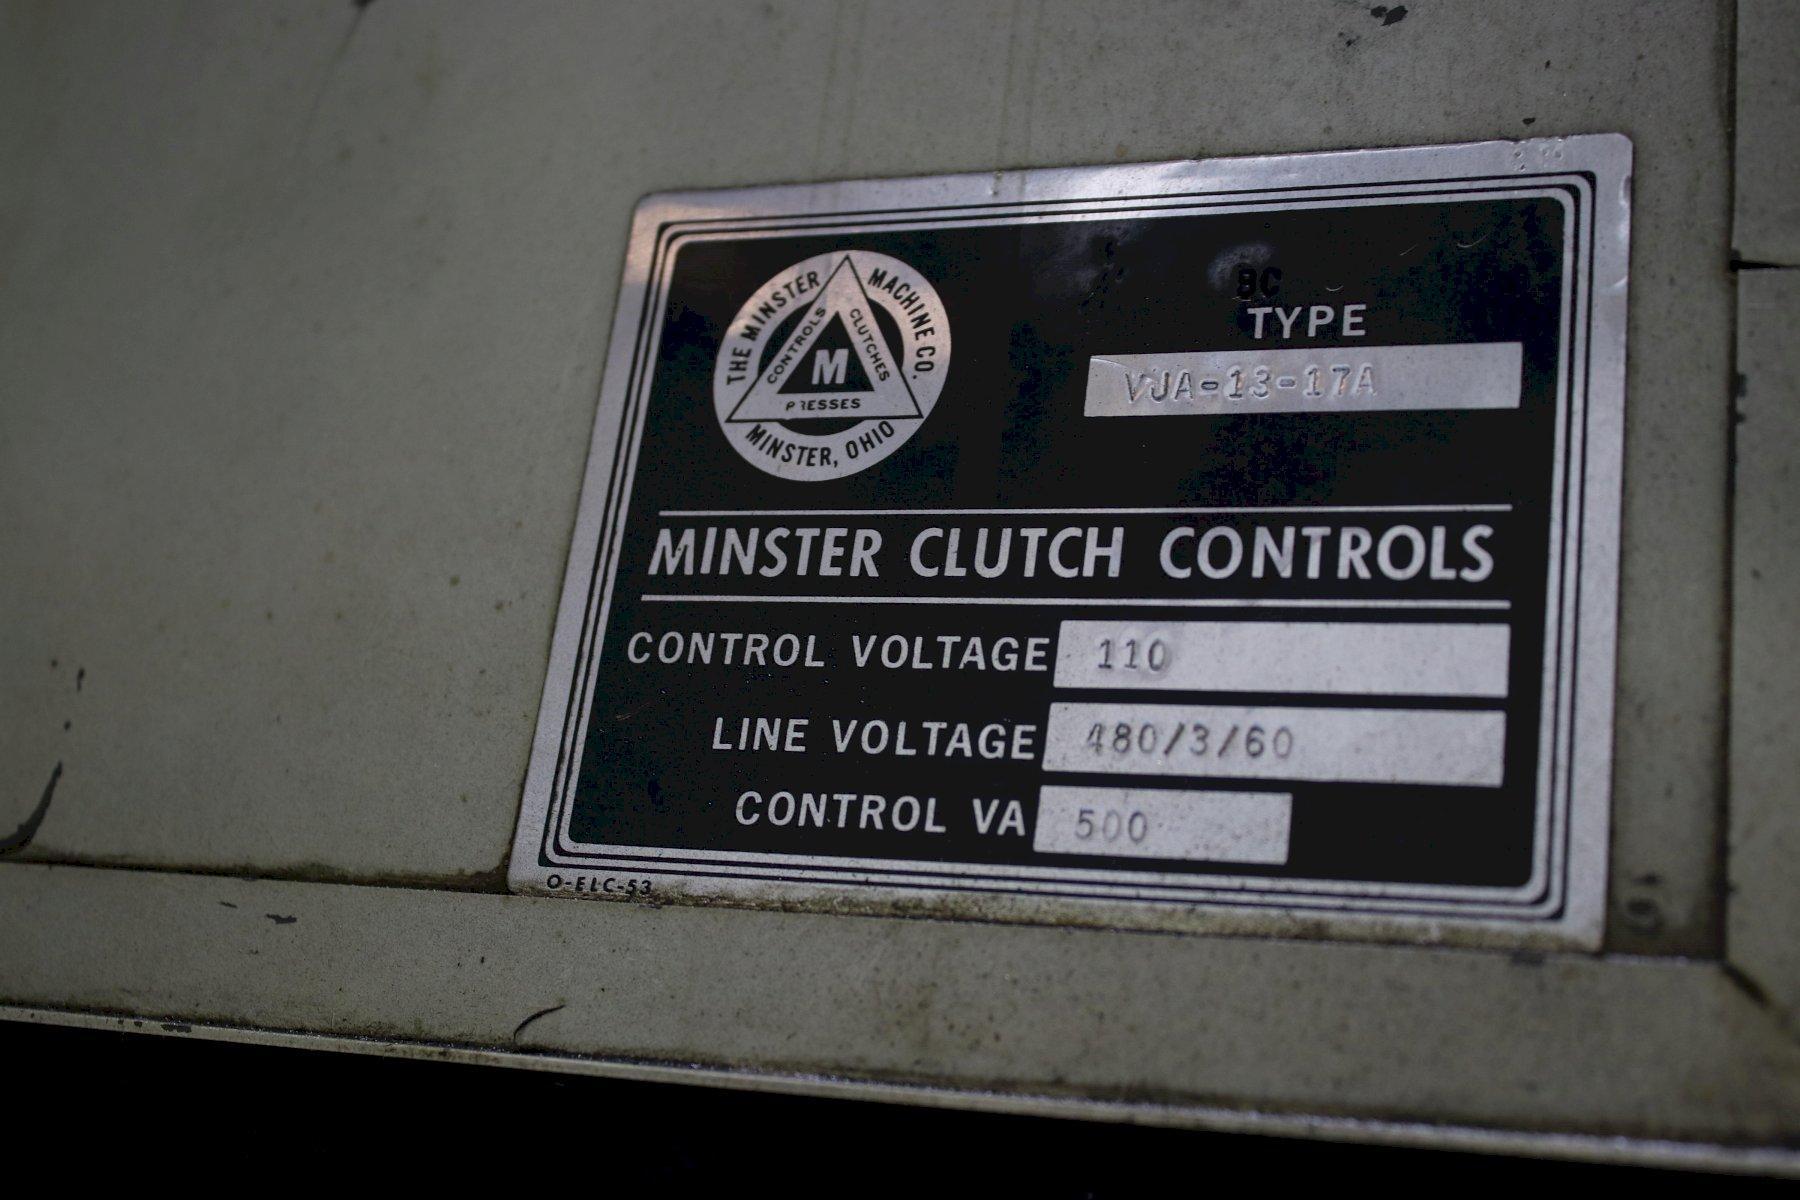 THE MINSTER MACHINE CO.
CONTROLS CLUTCHES
M
PRESSES
MINSTER, OHIO
TYPE
VJA-13-17A
MINSTER CLUTCH CONTROLS
CONTROL VOLTAGE 110
LINE VOLTAGE 480/3/60
CONTROL VA 500
O-ELC-53